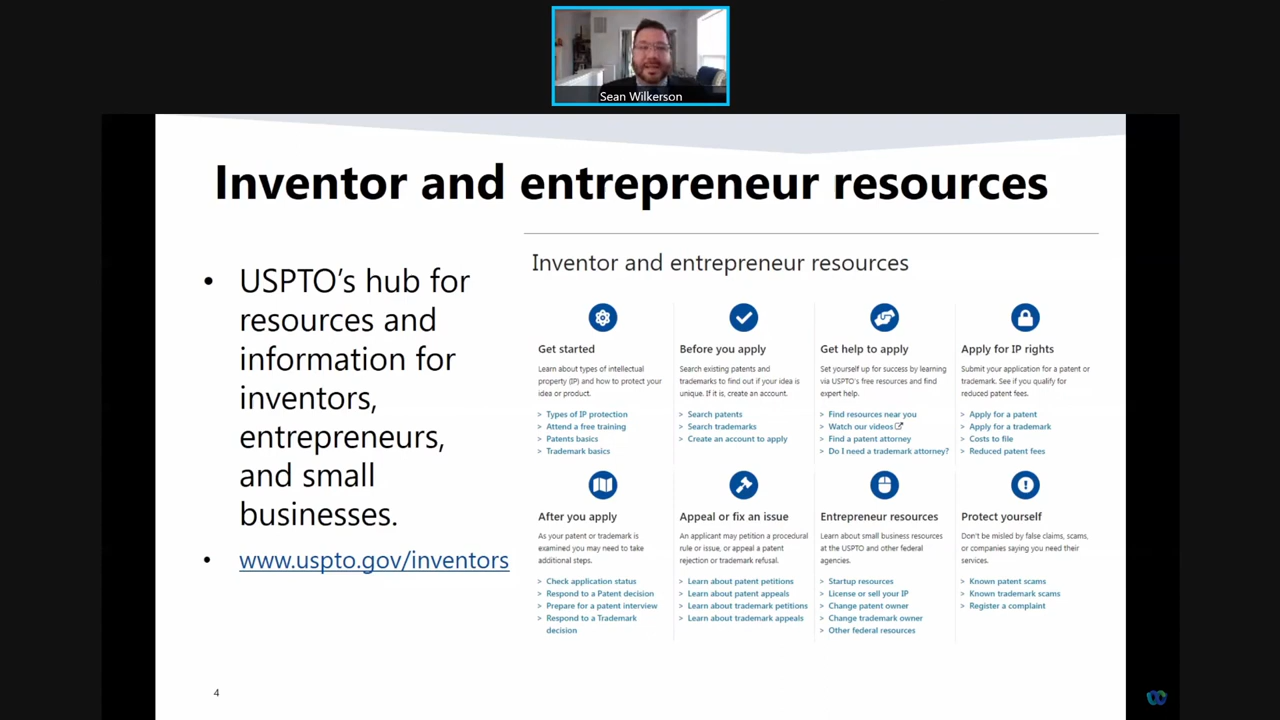 Sean Wilkerson
Inventor and entrepreneur resources
• USPTO's hub for
resources and
information for
inventors,
entrepreneurs,
and small
businesses.
• www.uspto.gov/inventors
Inventor and entrepreneur resources
Get started
Learn about types of intellectual
property (IP) and how to protect your
idea or product.
> Types of IP protection
> Attend a free training
> Patents basics
> Trademark basics
Before you apply
Search existing patents and
trademarks to find out if your idea is
unique. If it is, create an account.
> Search patents
> Search trademarks
> Create an account to apply
Get help to apply
Set yourself up for success by learning
via USPTO's free resources and find
expert help.
> Find resources near you
> Watch our videos
> Find a patent attorney
> Do I need a trademark attorney?
Apply for IP rights
Submit your application for a patent or
trademark. See if you qualify for
reduced patent fees.
> Apply for a patent
> Apply for a trademark
> Costs to file
> Reduced patent fees
After you apply
As your patent or trademark is
examined you may need to take
additional steps.
> Check application status
> Respond to a Patent decision
> Prepare for a patent interview
> Respond to a Trademark
decision
Appeal or fix an issue
An applicant may petition a procedural
rule or issue, or appeal a patent
rejection or trademark refusal.
> Learn about patent petitions
> Learn about patent appeals
> Learn about trademark petitions
> Learn about trademark appeals
Entrepreneur resources
Learn about small business resources
at the USPTO and other federal
agencies.
> Startup resources
> License or sell your IP
> Change patent owner
> Change trademark owner
> Other federal resources
Protect yourself
Don't be misled by false claims, scams,
or companies saying you need their
services.
> Known patent scams
> Known trademark scams
> Register a complaint
4